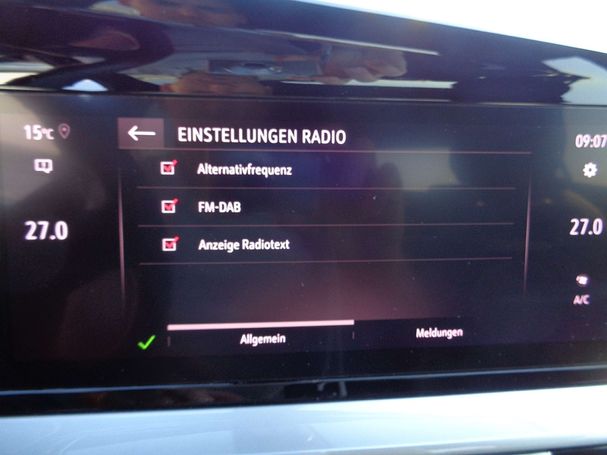 15°C
EINSTELLUNGEN RADIO
09:07
Alternativfrequenz
FM-DAB
27.0
27.0
Anzeige Radiotext
A/C
Allgemein
Meldungen